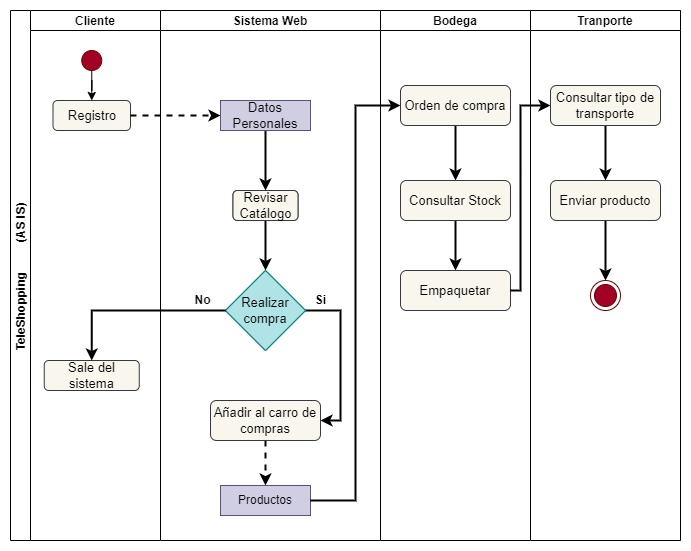 Cliente
Sistema Web
Bodega
Tranporte
TeleShopping (AS IS)
Registro
Datos
Personales
Revisar
Catálogo
Realizar
compra
No
Si
Sale del
sistema
Añadir al carro de
compras
Productos
Orden de compra
Consultar Stock
Empaquetar
Consultar tipo de
transporte
Enviar producto